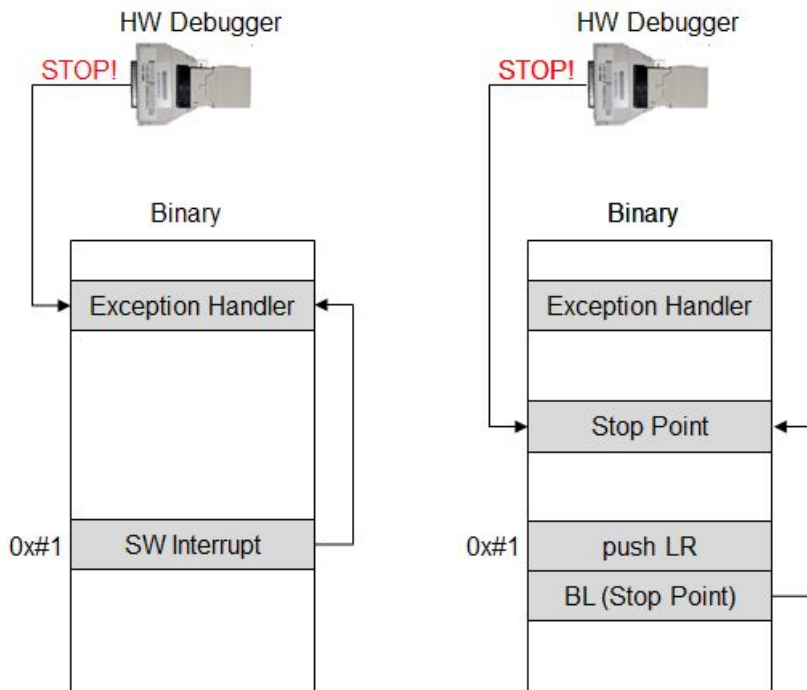 HW Debugger
STOP!
Binary
Exception Handler
0x#1
SW Interrupt
HW Debugger
STOP!
Binary
Exception Handler
Stop Point
0x#1
push LR
BL (Stop Point)